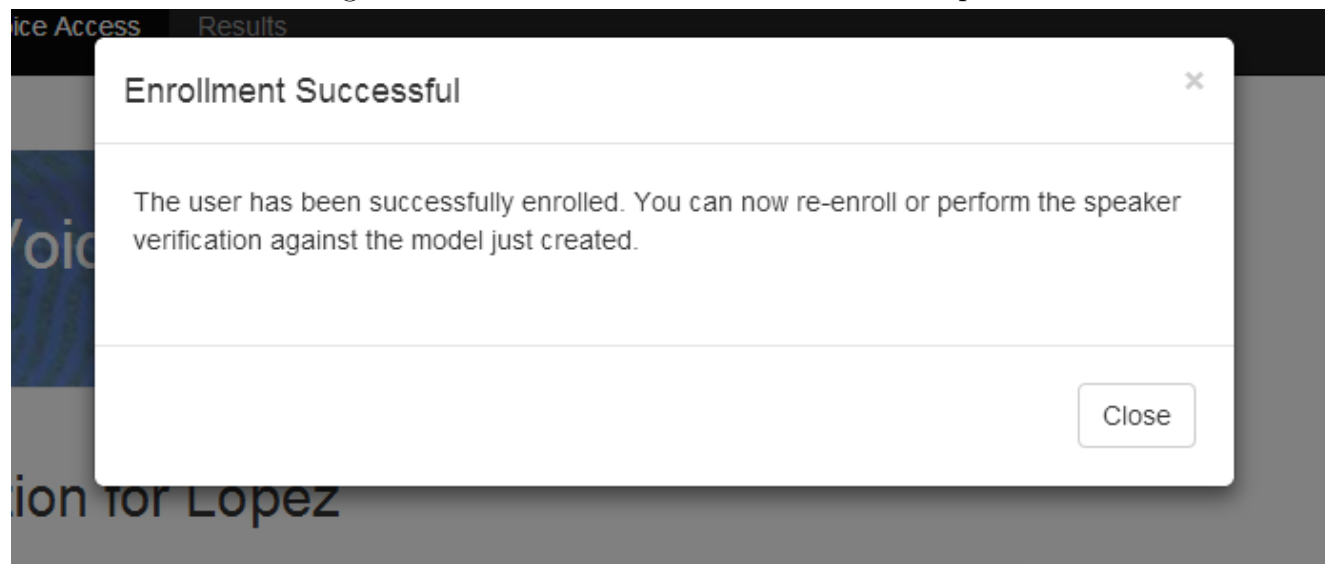 ice Access Results
Enrollment Successful ×
The user has been successfully enrolled. You can now re-enroll or perform the speaker
verification against the model just created.
Close
ion for Lopez